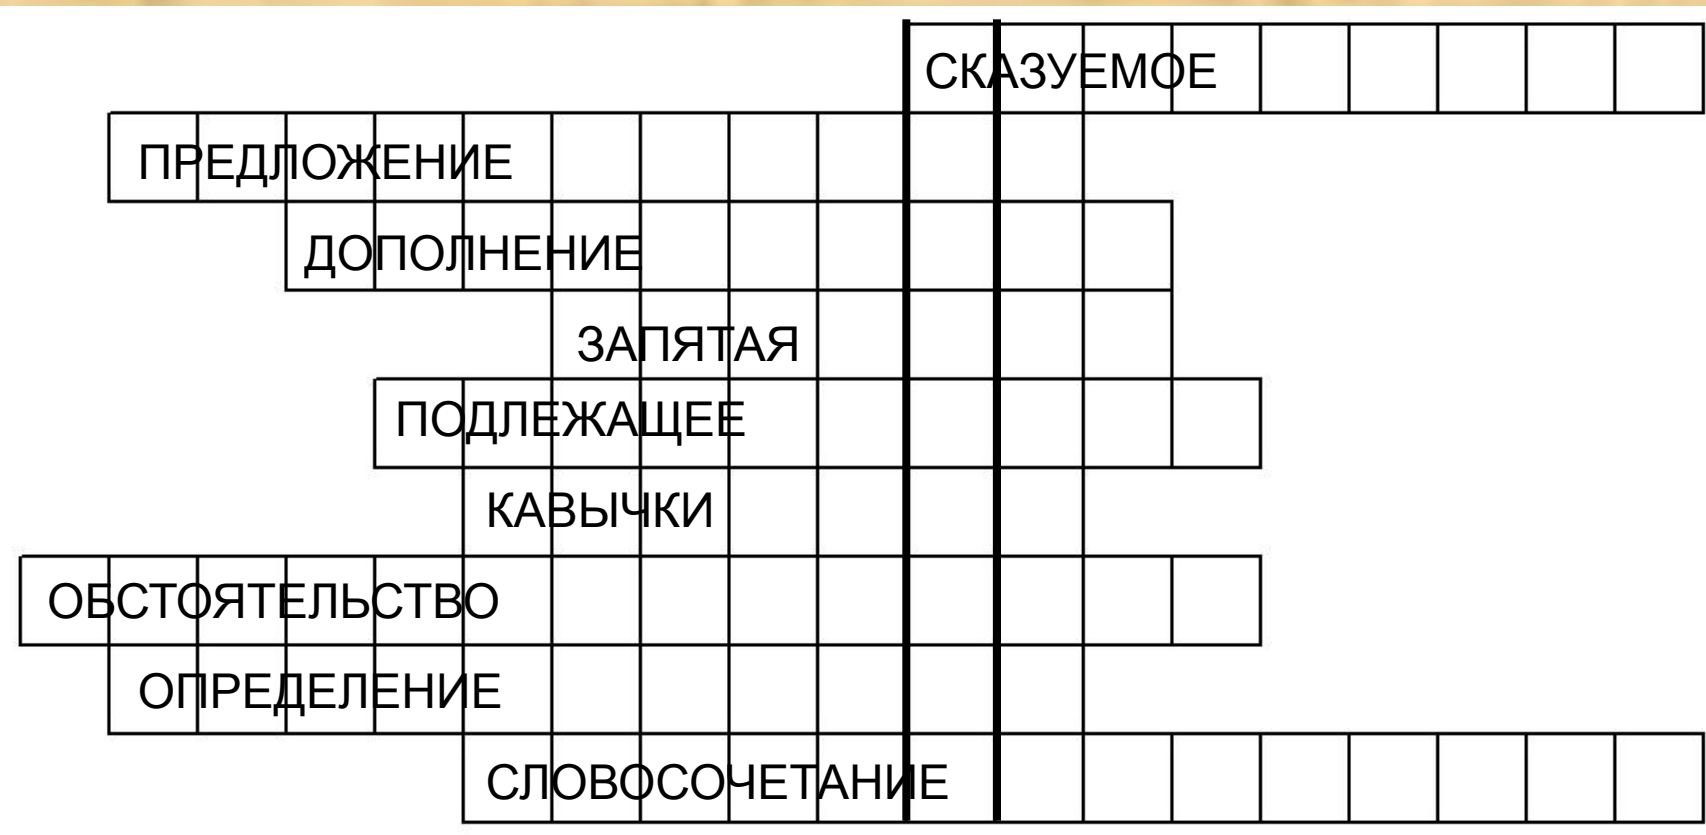 СКАЗУЕМОЕ
ПРЕДЛОЖЕНИЕ
ДОПОЛНЕНИЕ
ЗАПЯТАЯ
ПОДЛЕЖАЩЕЕ
КАВЫЧКИ
ОБСТОЯТЕЛЬСТВО
ОПРЕДЕЛЕНИЕ
СЛОВОСОЧЕТАНИЕ